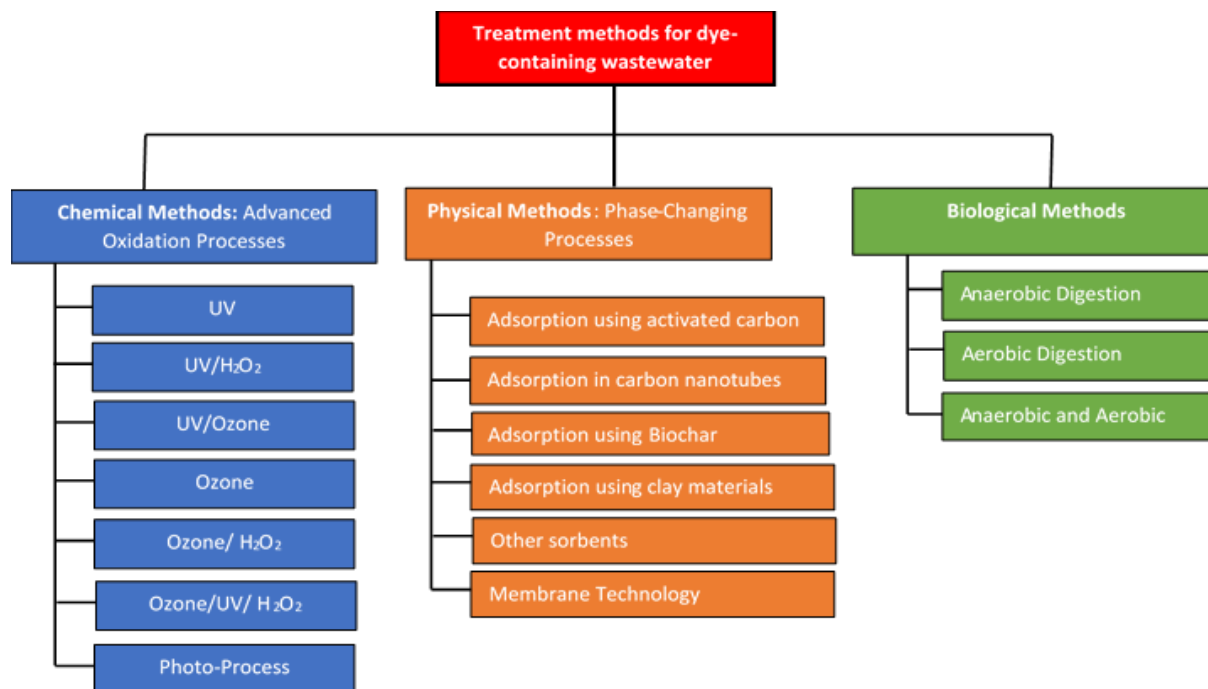 Treatment methods for dye-
containing wastewater
Chemical Methods: Advanced
Oxidation Processes
UV
UV/H₂O₂
UV/Ozone
Ozone
Ozone/ H₂O₂
Ozone/UV/ H₂O₂
Photo-Process
Physical Methods : Phase-Changing
Processes
Adsorption using activated carbon
Adsorption in carbon nanotubes
Adsorption using Biochar
Adsorption using clay materials
Other sorbents
Membrane Technology
Biological Methods
Anaerobic Digestion
Aerobic Digestion
Anaerobic and Aerobic